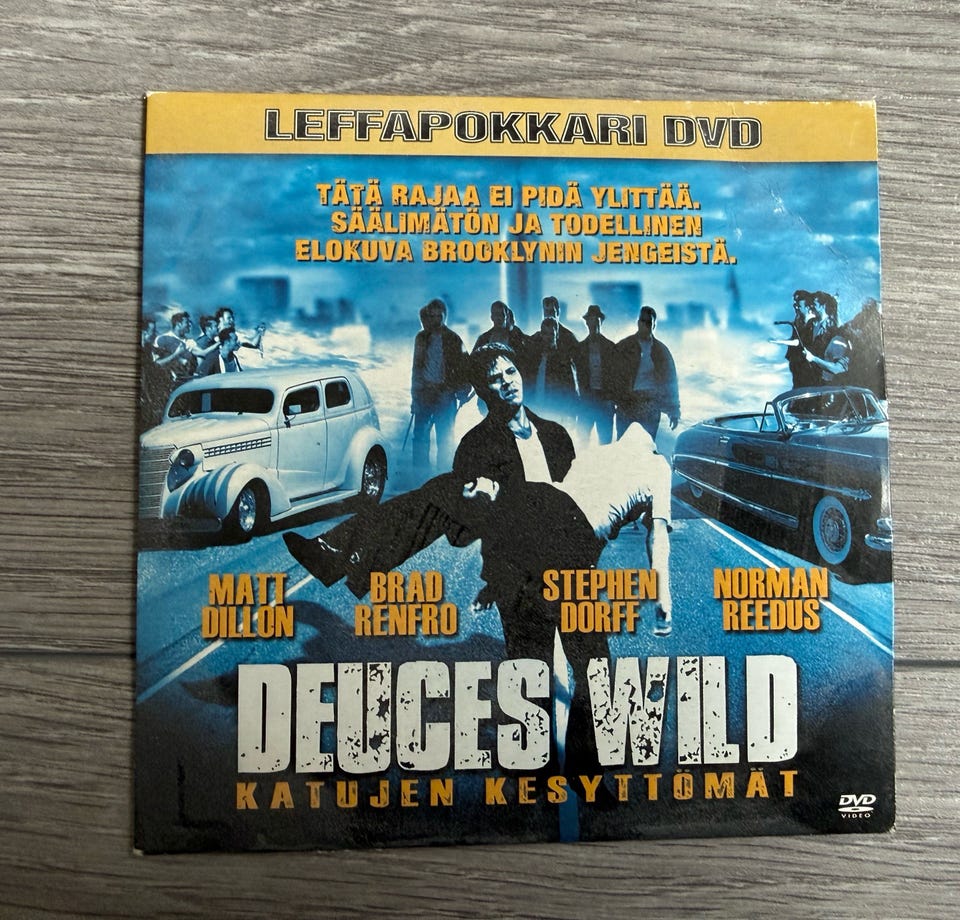 LEFFAPOKKARI DVD
TÄTÄ RAJAA EI PIDÄ YLITTÄÄ.
SÄÄLIMÄTÖN JA TODELLINEN
ELOKUVA BROOKLYNIN JENGEISTÄ.
MATT DILLON
BRAD RENFRO
STEPHEN DORFF
NORMAN REEDUS
DEUCES WILD
KATUJEN KESYTTÖMÄT
DVD
VIDEO